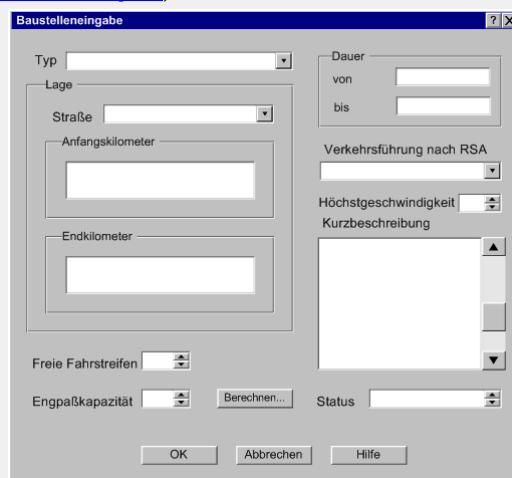 Baustelleneingabe
Typ
Lage
Straße
Anfangskilometer
Endkilometer
Freie Fahrstreifen
Engpaßkapazität
Berechnen...
Dauer
von
bis
Verkehrsführung nach RSA
Höchstgeschwindigkeit
Kurzbeschreibung
Status
OK
Abbrechen
Hilfe